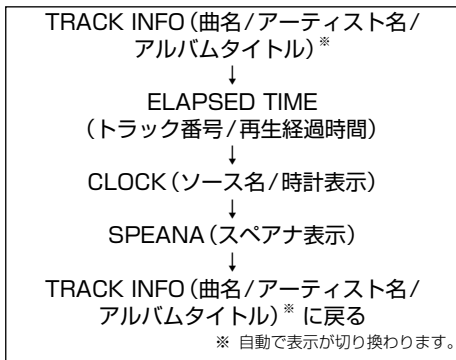 TRACK INFO(曲名/アーティスト名/
アルバムタイトル)※
↓
ELAPSED TIME
(トラック番号/再生経過時間)
↓
CLOCK(ソース名/時計表示)
↓
SPEANA(スペアナ表示)
↓
TRACK INFO(曲名/アーティスト名/
アルバムタイトル)※ に戻る
※ 自動で表示が切り換わります。